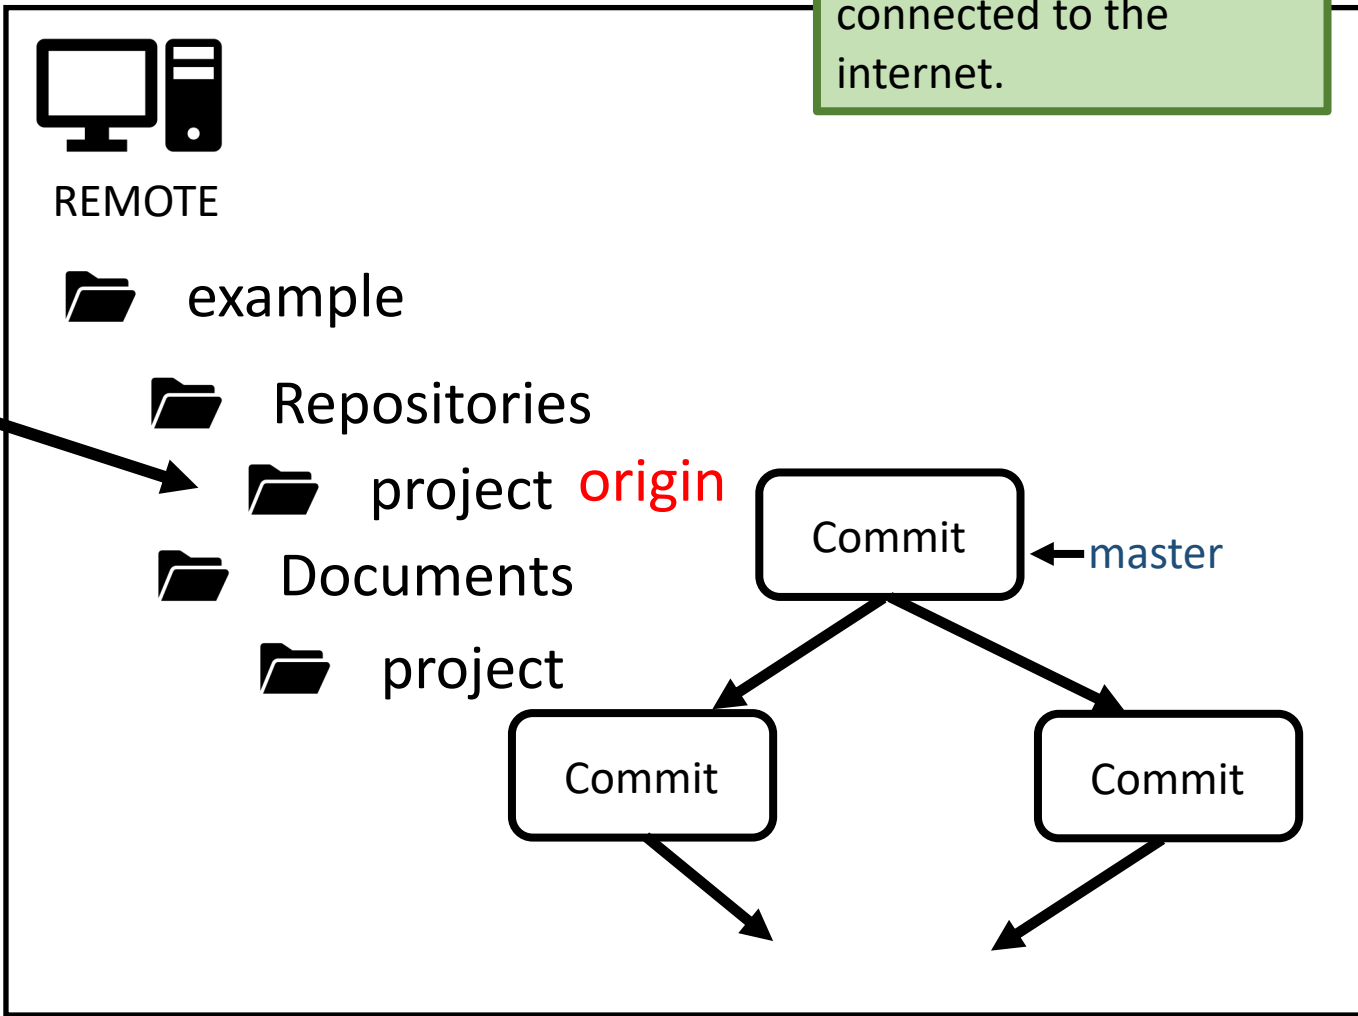 connected to the
internet.
REMOTE
example
Repositories
project origin
Documents
project
Commit
master
Commit
Commit